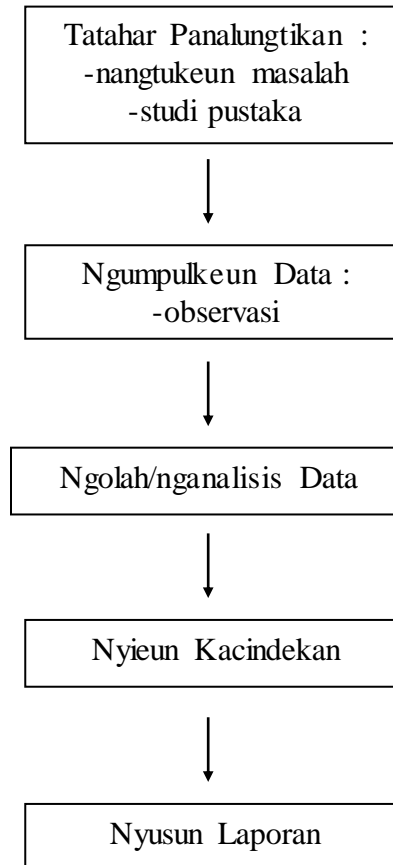 Tatahar Panalungtikan :
-nangtukeun masalah
-studi pustaka
Ngumpulkeun Data :
-observasi
Ngolah/nganalisis Data
Nyieun Kacindekan
Nyusun Laporan